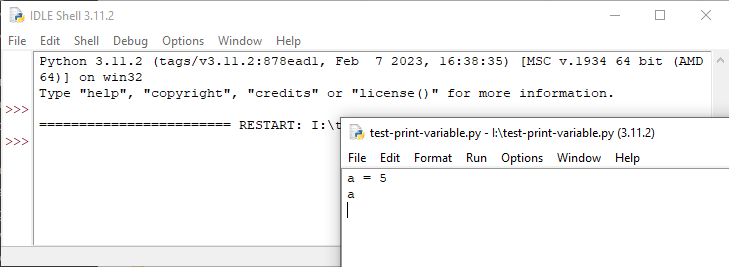 IDLE Shell 3.11.2
File Edit Shell Debug Options Window Help
Python 3.11.2 (tags/v3.11.2:878ead1, Feb  7 2023, 16:38:35) [MSC v.1934 64 bit (AMD
64)] on win32
Type "help", "copyright", "credits" or "license()" for more information.
>>>
======================== RESTART: I:\t
>>>
test-print-variable.py - I:\test-print-variable.py (3.11.2)
File Edit Format Run Options Window Help
a = 5
a